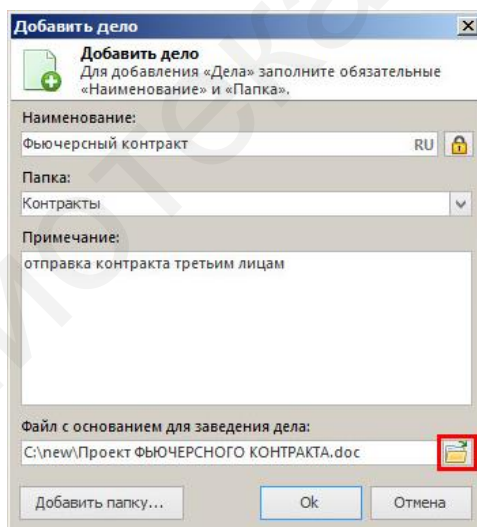 Добавить дело
Добавить дело
Для добавления «Дела» заполните обязательные
«Наименование» и «Папка».
Наименование:
Фьючерсный контракт RU
Папка:
Контракты
Примечание:
отправка контракта третьим лицам
Файл с основанием для заведения дела:
C:\new\Проект ФЬЮЧЕРСНОГО КОНТРАКТА.doc
Добавить папку... Ok Отмена